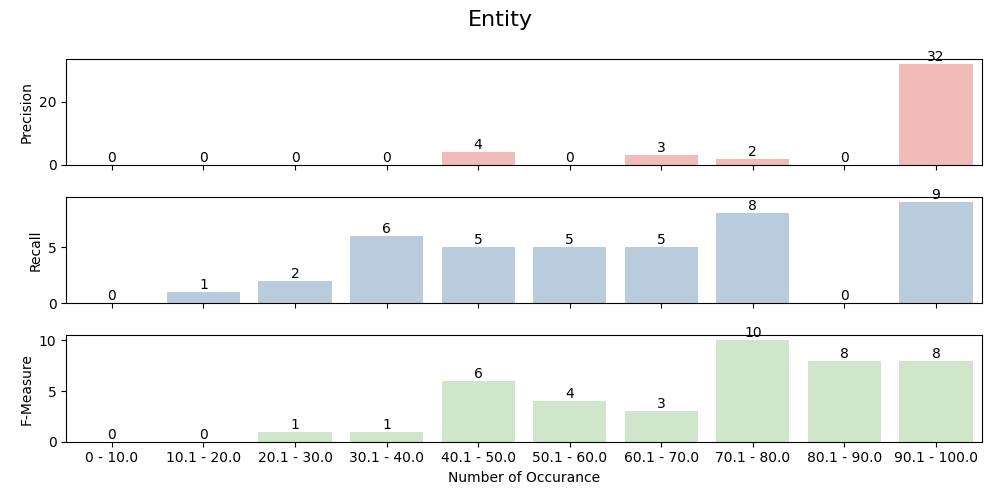 Entity
Precision
20
0
0 0 0 0 4 0 3 2 0 32
Recall
5
0
0 1 2 6 5 5 5 8 0 9
F-Measure
10
5
0
0 0 1 1 6 4 3 10 8 8
0 - 10.0 10.1 - 20.0 20.1 - 30.0 30.1 - 40.0 40.1 - 50.0 50.1 - 60.0 60.1 - 70.0 70.1 - 80.0 80.1 - 90.0 90.1 - 100.0
Number of Occurance